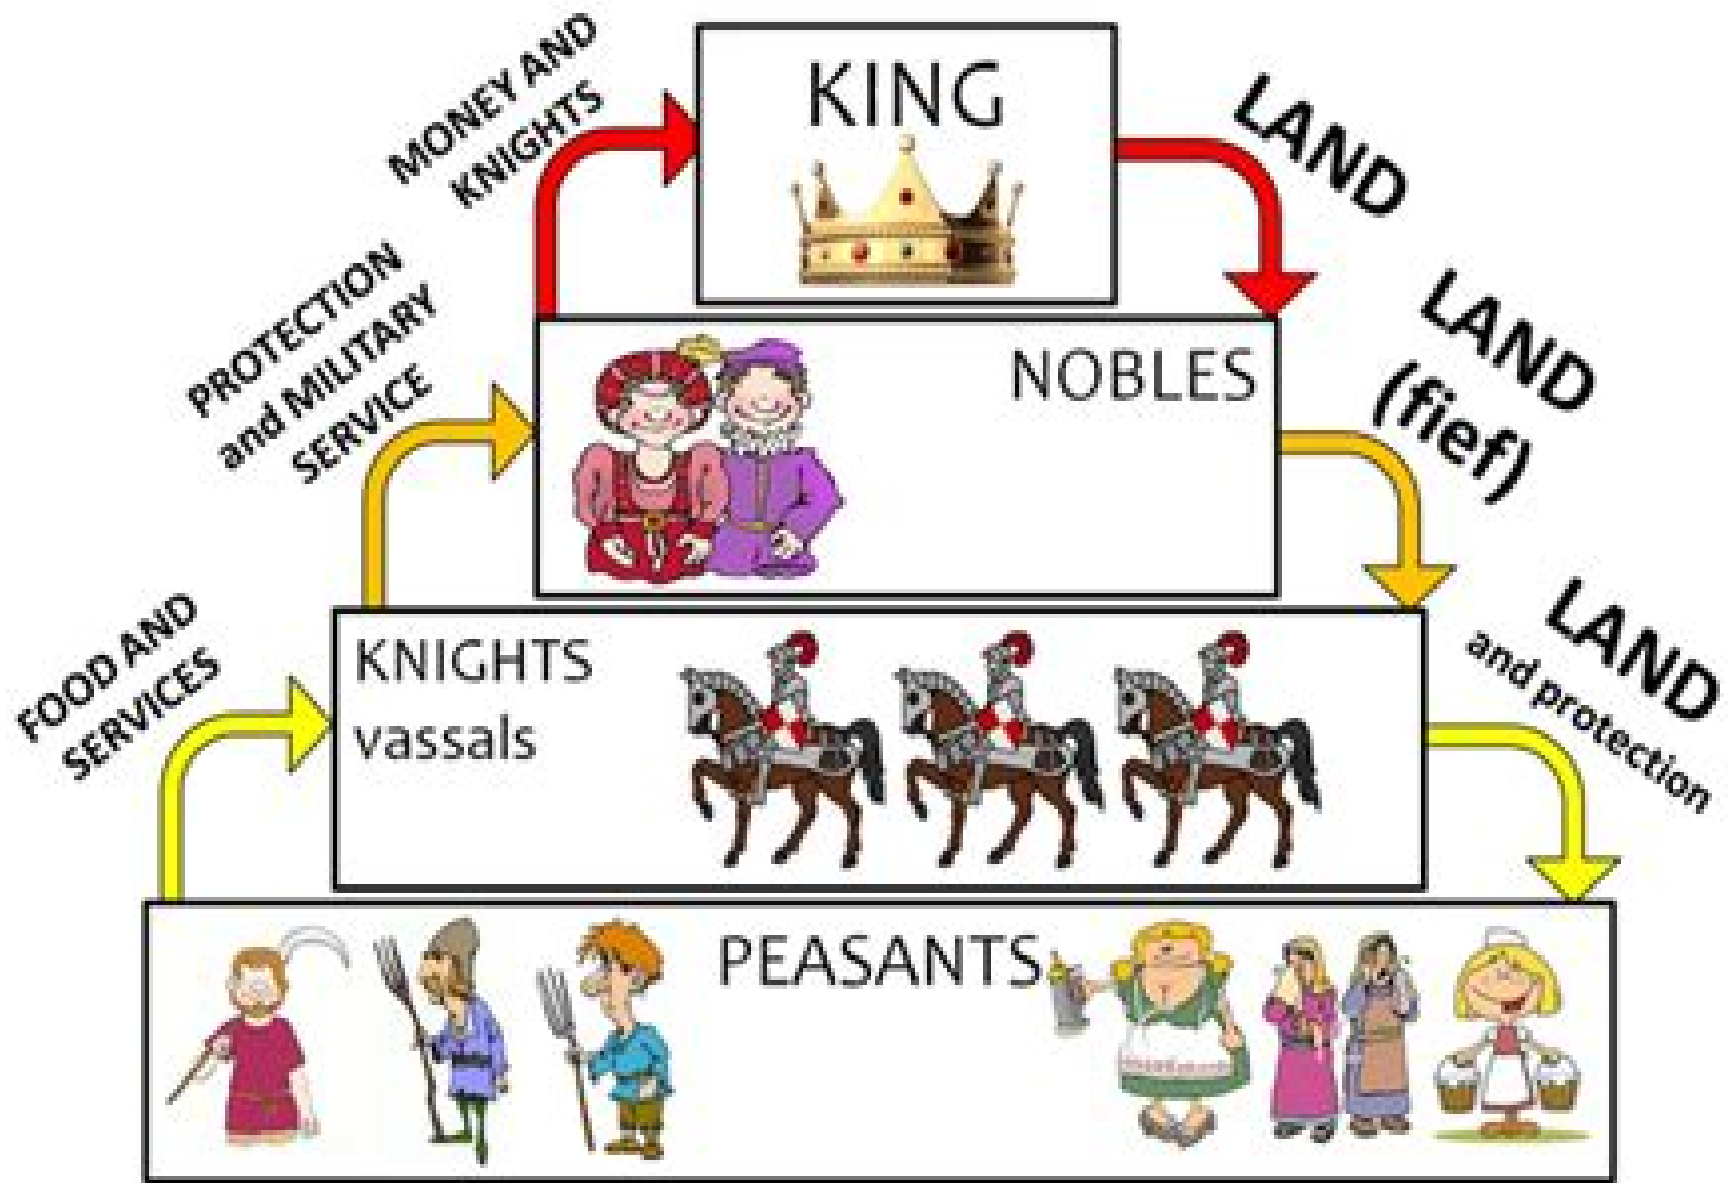 MONEY AND
KNIGHTS
KING
LAND
PROTECTION
and MILITARY
SERVICE
NOBLES
LAND
(fief)
FOOD AND
SERVICES
KNIGHTS
vassals
LAND
and protection
PEASANTS